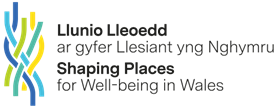 Llunio Lleoedd
ar gyfer Llesiant yng Nghymru
Shaping Places
for Well-being in Wales